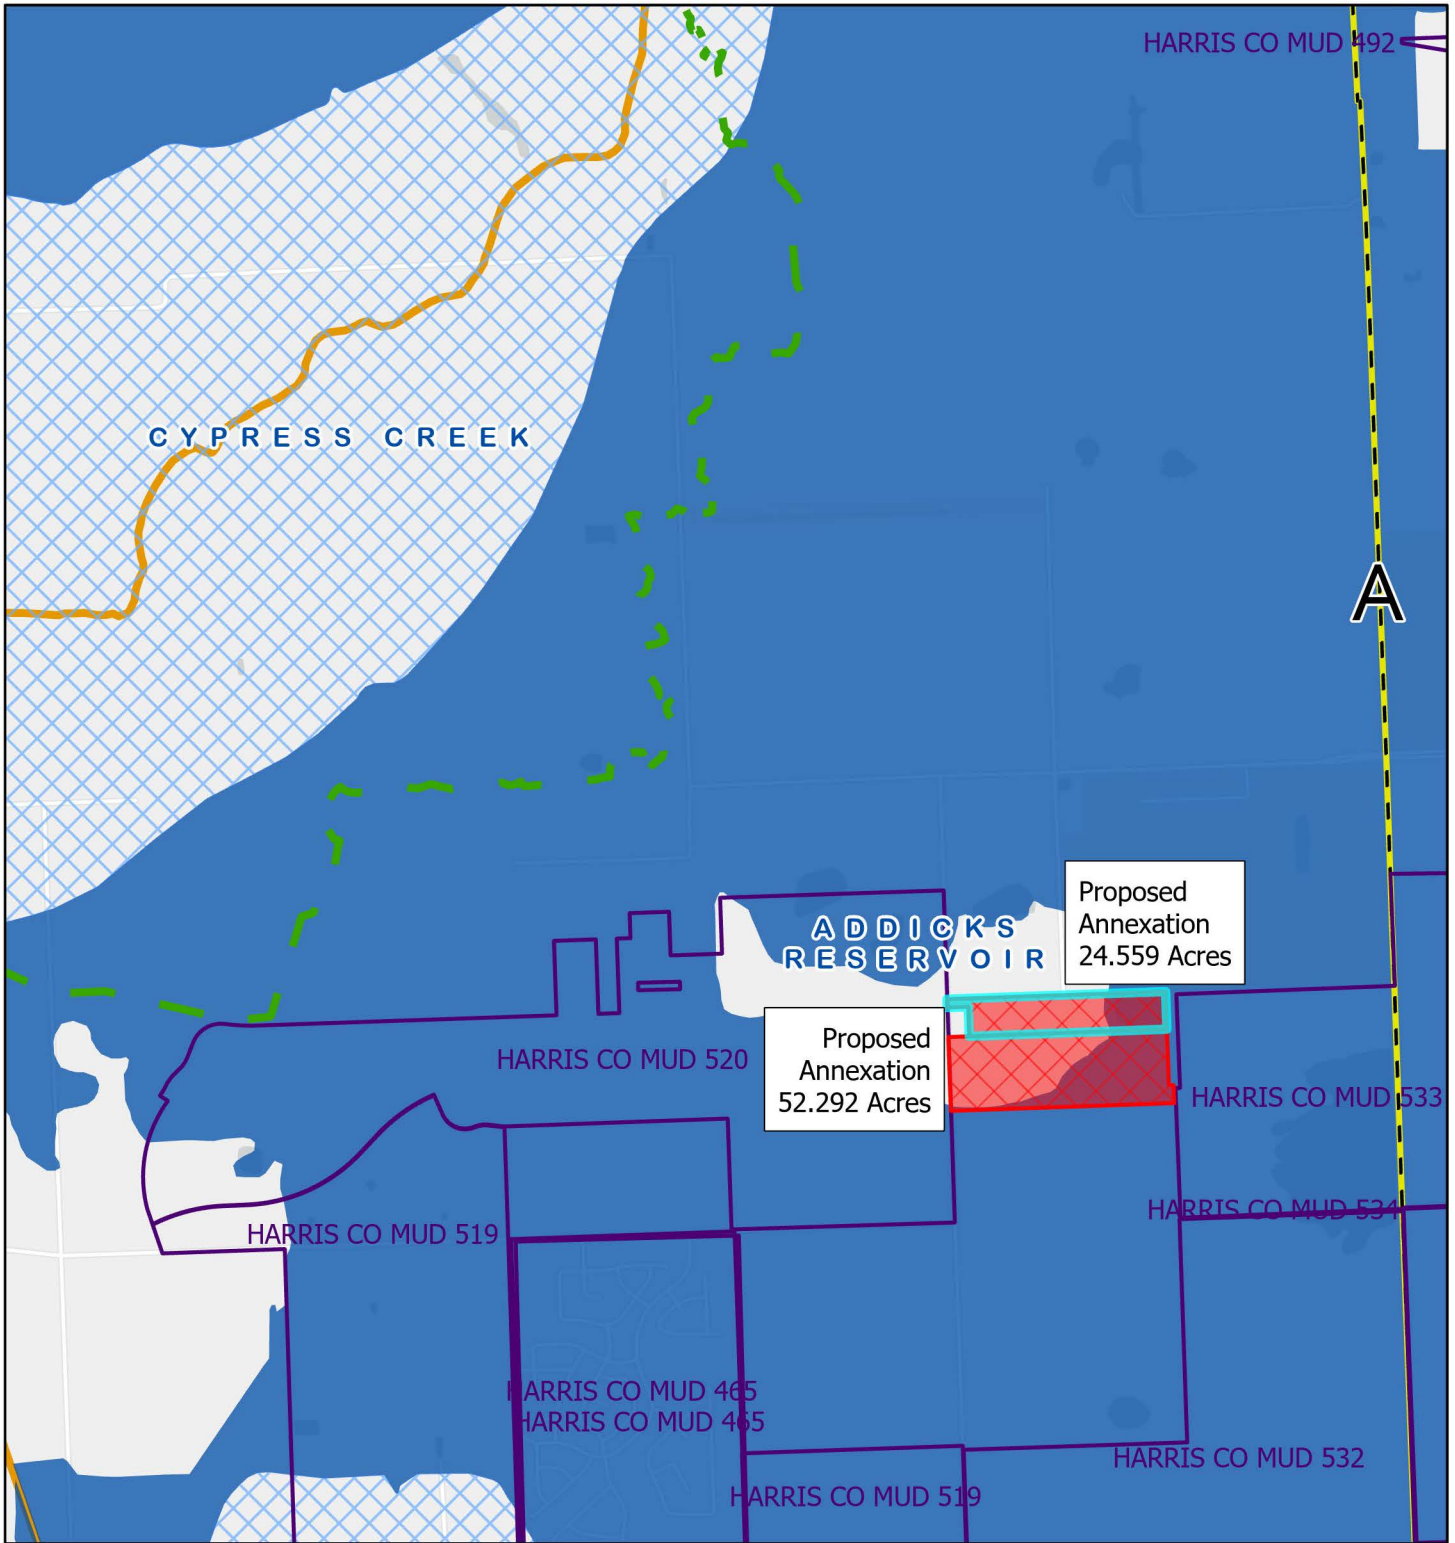 HARRIS CO MUD 492
CYPRESS CREEK
A
Proposed
Annexation
24.559 Acres
ADDICKS
RESERVOIR
Proposed
Annexation
52.292 Acres
HARRIS CO MUD 520
HARRIS CO MUD 533
HARRIS CO MUD 534
HARRIS CO MUD 519
HARRIS CO MUD 465
HARRIS CO MUD 465
HARRIS CO MUD 532
HARRIS CO MUD 519